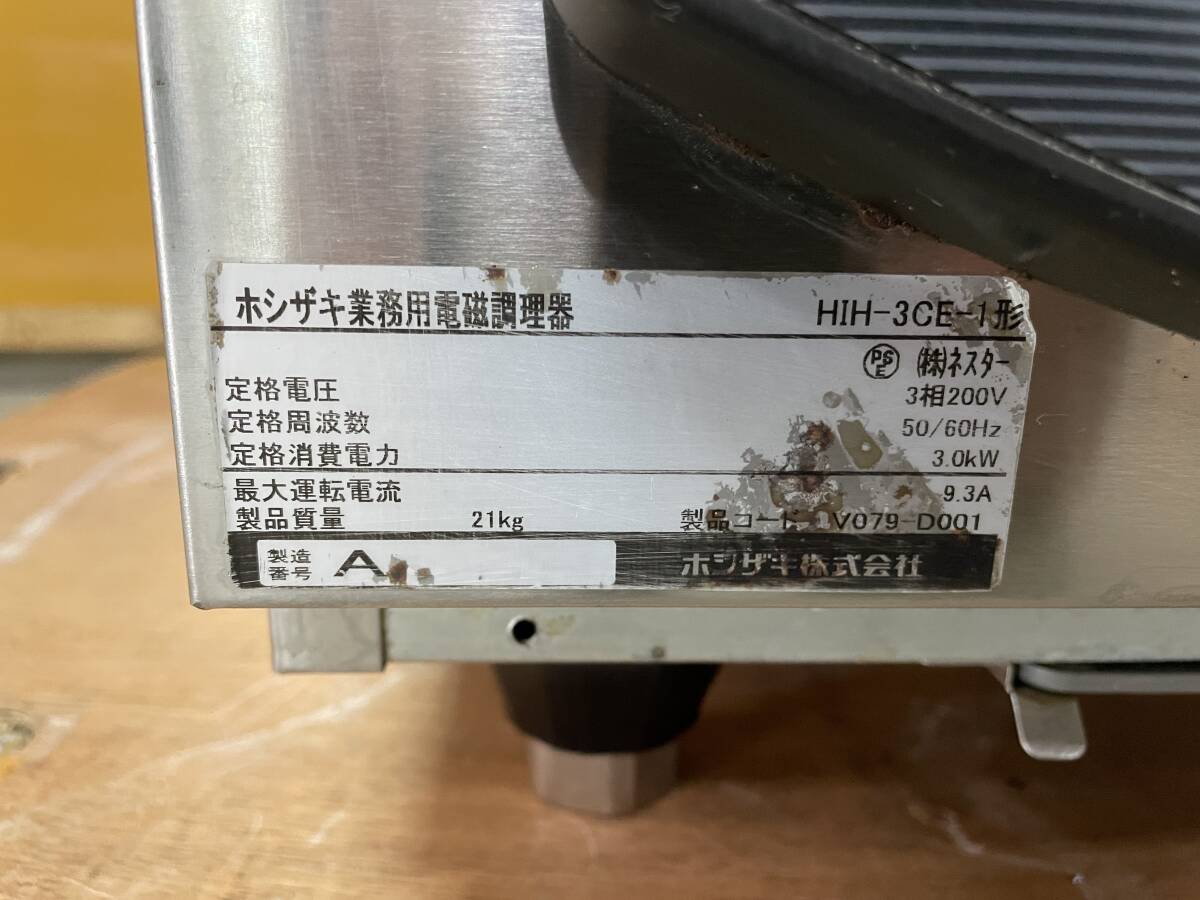 ホシザキ業務用電磁調理器 HIH-3CE-1形
PSE ㈱ネスター
定格電圧 3相200V
定格周波数 50/60Hz
定格消費電力 3.0kW
最大運転電流 9.3A
製品質量 21kg 製品コード V079-D001
製造番号 A ホシザキ株式会社